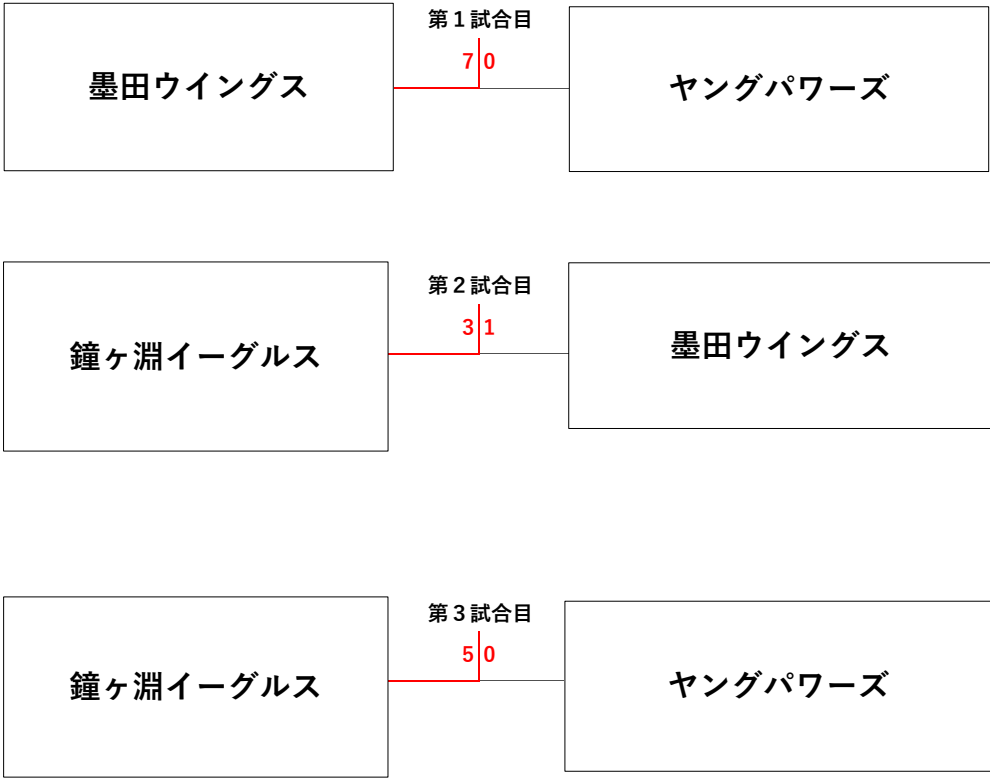 第１試合目
7 0
墨田ウイングス
ヤングパワーズ
第２試合目
3 1
鐘ヶ淵イーグルス
墨田ウイングス
第３試合目
5 0
鐘ヶ淵イーグルス
ヤングパワーズ